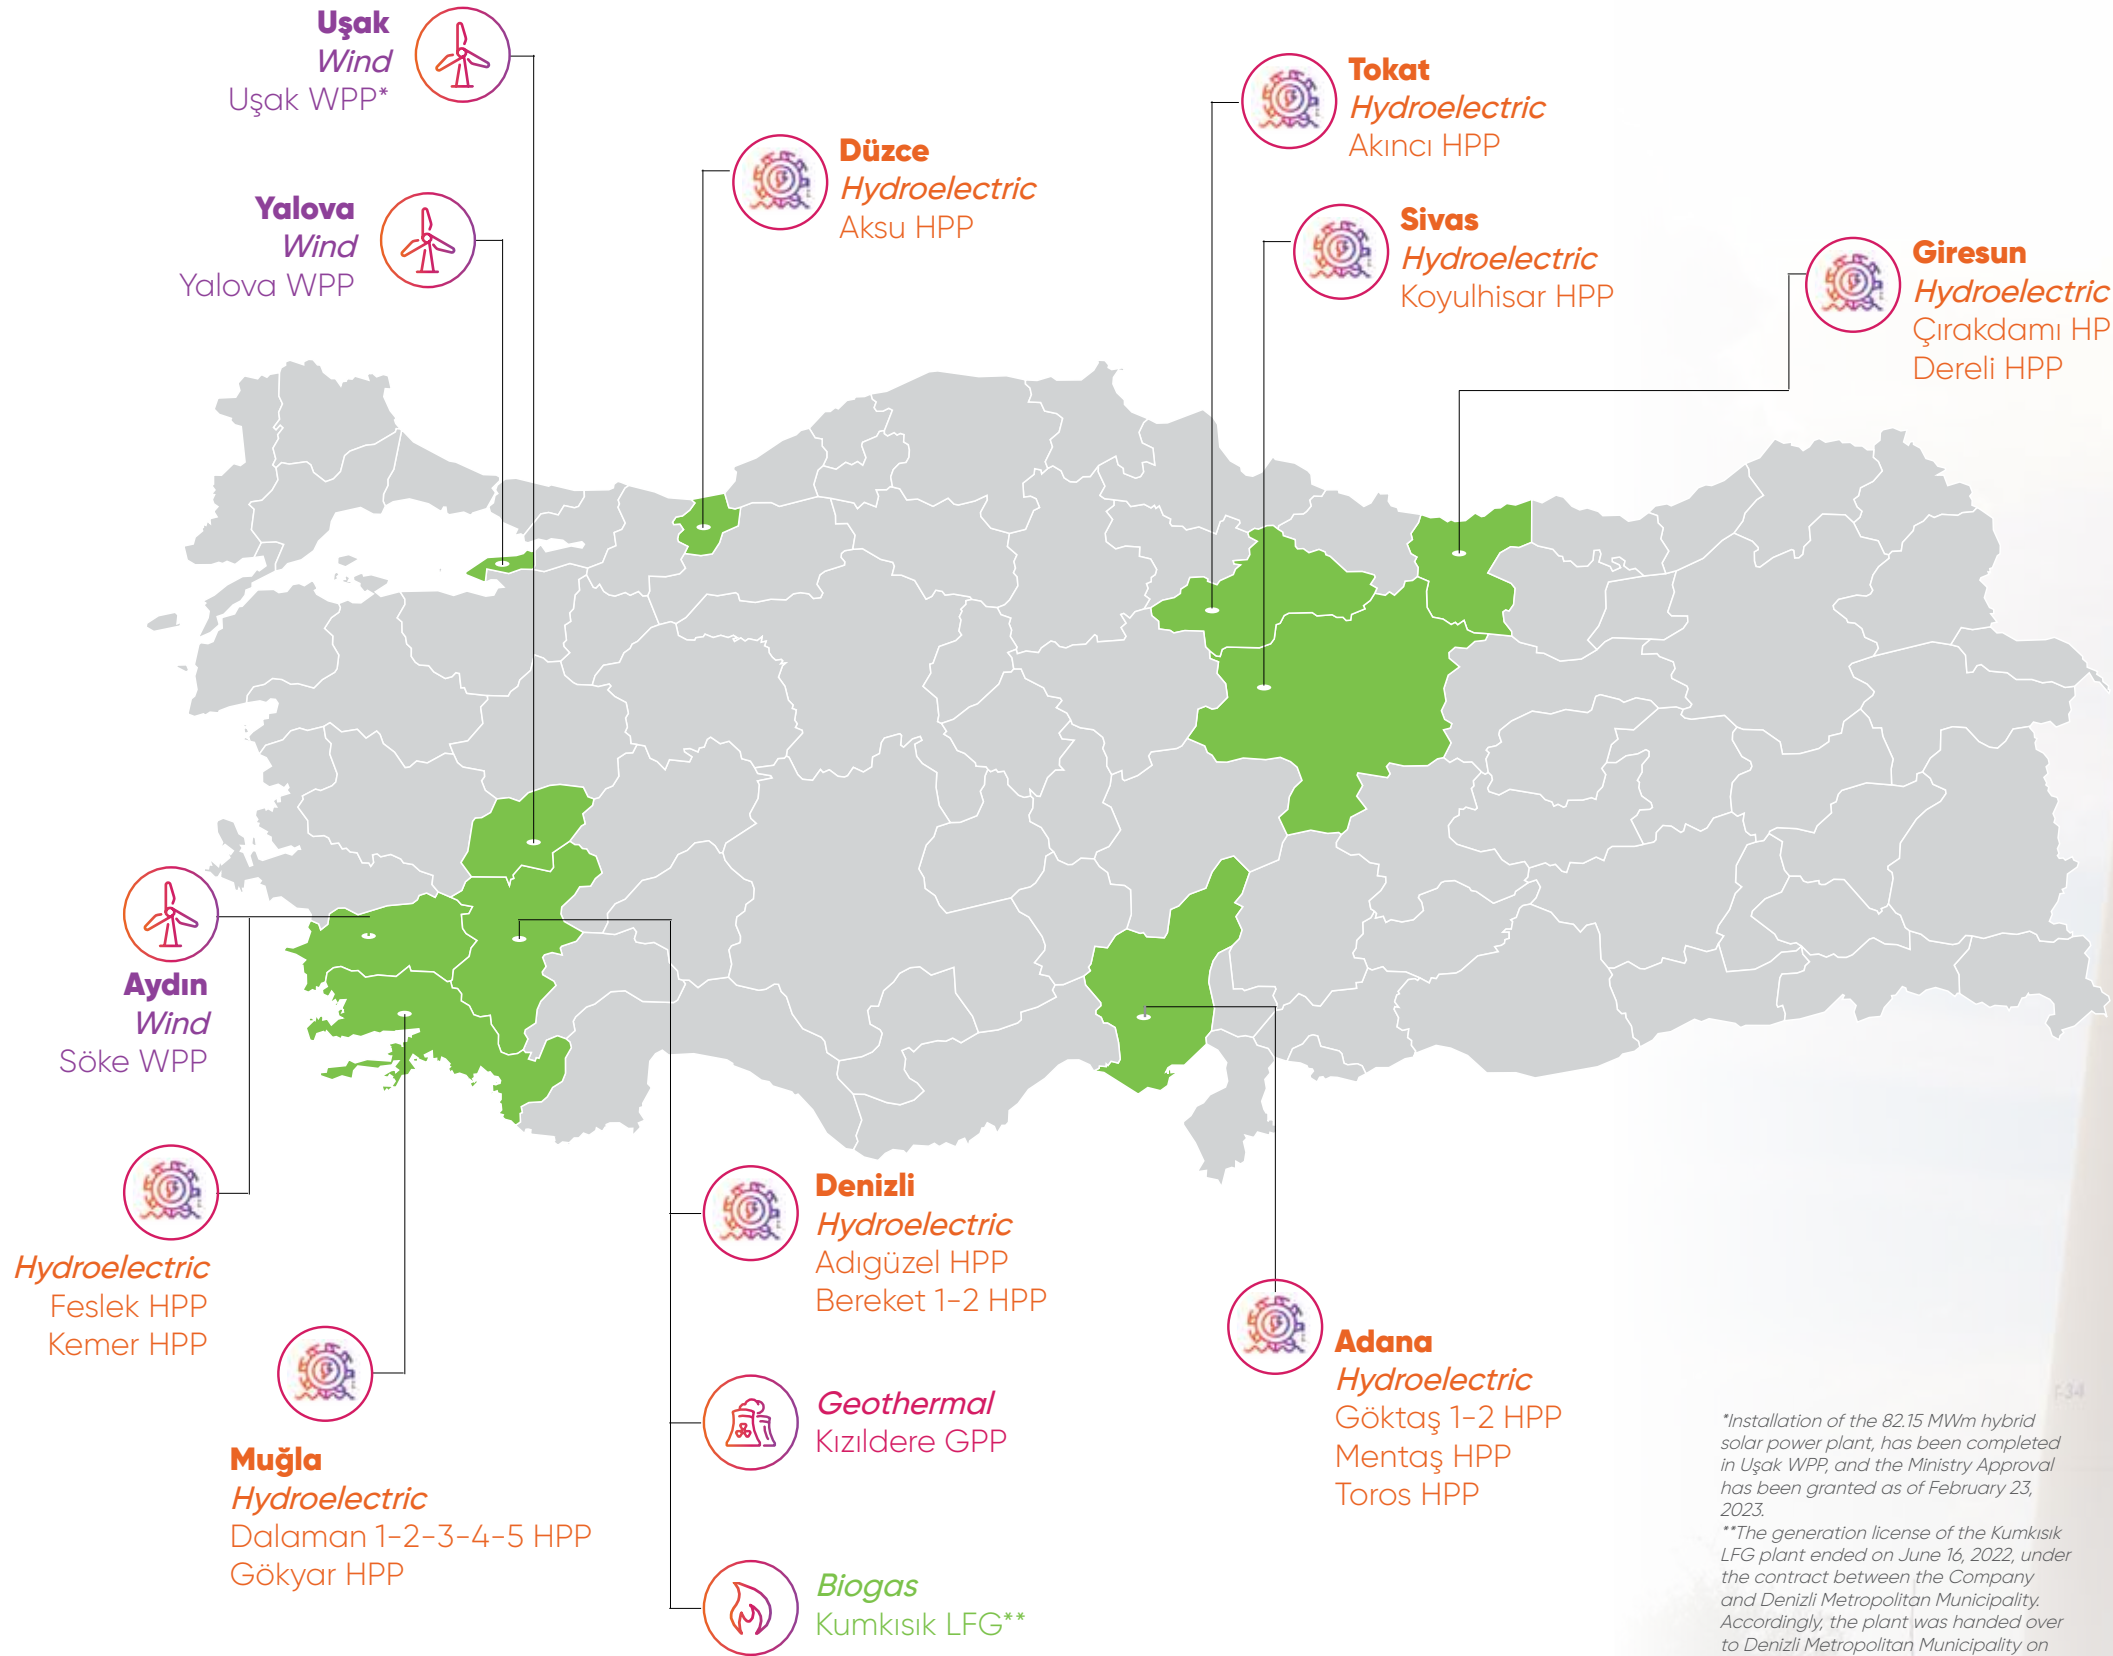 Uşak
Wind
Uşak WPP*
Yalova
Wind
Yalova WPP
Düzce
Hydroelectric
Aksu HPP
Tokat
Hydroelectric
Akıncı HPP
Sivas
Hydroelectric
Koyulhisar HPP
Giresun
Hydroelectric
Çırakdamı HP
Dereli HPP
Aydın
Wind
Söke WPP
Hydroelectric
Feslek HPP
Kemer HPP
Muğla
Hydroelectric
Dalaman 1-2-3-4-5 HPP
Gökyar HPP
Denizli
Hydroelectric
Adıgüzel HPP
Bereket 1-2 HPP
Geothermal
Kızıldere GPP
Biogas
Kumkısık LFG**
Adana
Hydroelectric
Göktaş 1-2 HPP
Mentaş HPP
Toros HPP
*Installation of the 82.15 MWm hybrid
solar power plant, has been completed
in Uşak WPP, and the Ministry Approval
has been granted as of February 23,
2023.
**The generation license of the Kumkısık
LFG plant ended on June 16, 2022, under
the contract between the Company
and Denizli Metropolitan Municipality.
Accordingly, the plant was handed over
to Denizli Metropolitan Municipality on